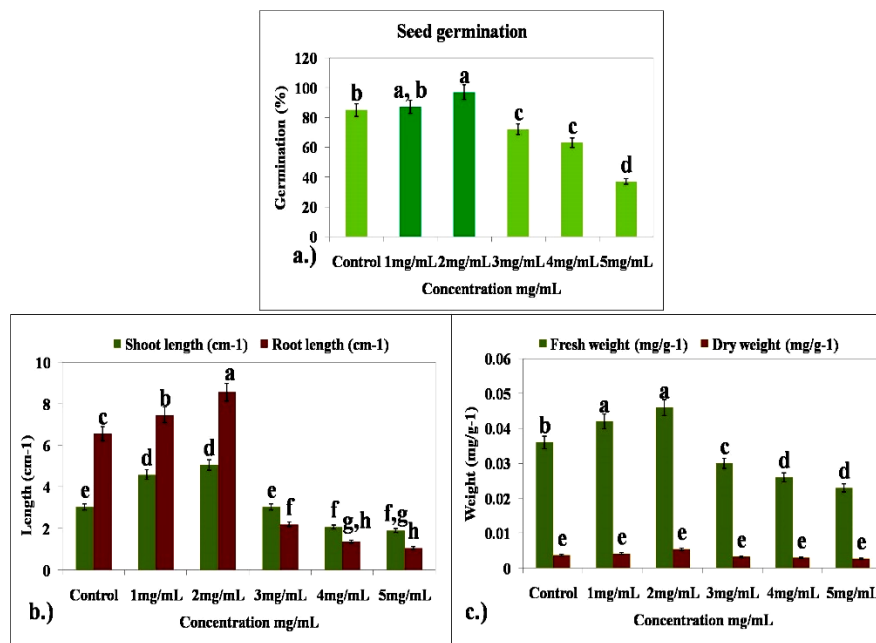 Seed germination
120
100
80
60
40
20
0
Germination (%)
b
a, b
a
c
c
d
a.)
Control 1mg/mL 2mg/mL 3mg/mL 4mg/mL 5mg/mL
Concentration mg/mL
Shoot length (cm-1) Root length (cm-1)
10
8
6
4
2
0
Length (cm-1)
e c d b d a e f f g,h f,g h
Control 1mg/mL 2mg/mL 3mg/mL 4mg/mL 5mg/mL
b.)
Concentration mg/mL
Fresh weight (mg/g-1) Dry weight (mg/g-1)
0.06
0.05
0.04
0.03
0.02
0.01
0
Weight (mg/g-1)
b e a e a e c e d e d e
Control 1mg/mL 2mg/mL 3mg/mL 4mg/mL 5mg/mL
c.)
Concentration mg/mL